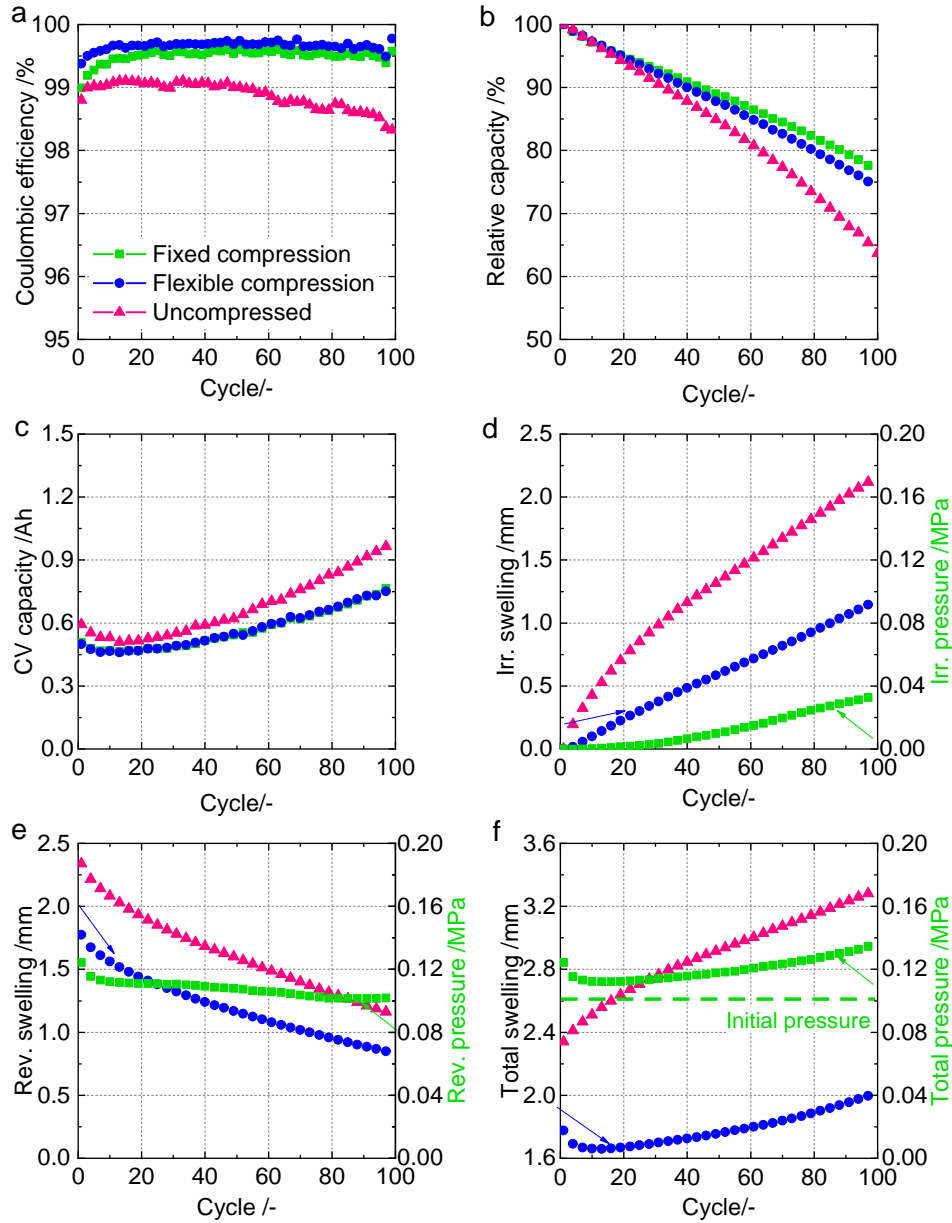 a
Coulombic efficiency /%
100
99
98
97
96
95
Fixed compression
Flexible compression
Uncompressed
0 20 40 60 80 100
Cycle/-
b
Relative capacity /%
100
90
80
70
60
50
0 20 40 60 80 100
Cycle/-
c
CV capacity /Ah
1.5
1.2
0.9
0.6
0.3
0.0
0 20 40 60 80 100
Cycle/-
d
Irr. swelling /mm
2.5
2.0
1.5
1.0
0.5
0.0
0.20
0.16
0.12
0.08
0.04
0.00
Irr. pressure /MPa
0 20 40 60 80 100
Cycle/-
e
Rev. swelling /mm
2.5
2.0
1.5
1.0
0.5
0.0
0.20
0.16
0.12
0.08
0.04
0.00
Rev. pressure /MPa
0 20 40 60 80 100
Cycle /-
f
Total swelling /mm
3.6
3.2
2.8
2.4
2.0
1.6
Initial pressure
0.20
0.16
0.12
0.08
0.04
0.00
Total pressure /MPa
0 20 40 60 80 100
Cycle/-